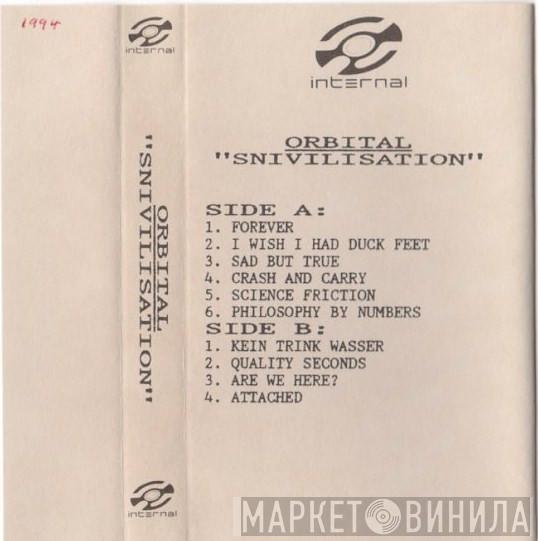 1994
internal
ORBITAL
"SNIVILISATION"
internal
internal
ORBITAL
"SNIVILISATION"
SIDE A:
1. FOREVER
2. I WISH I HAD DUCK FEET
3. SAD BUT TRUE
4. CRASH AND CARRY
5. SCIENCE FRICTION
6. PHILOSOPHY BY NUMBERS
SIDE B:
1. KEIN TRINK WASSER
2. QUALITY SECONDS
3. ARE WE HERE?
4. ATTACHED
МАРКЕТ ВИНИЛА